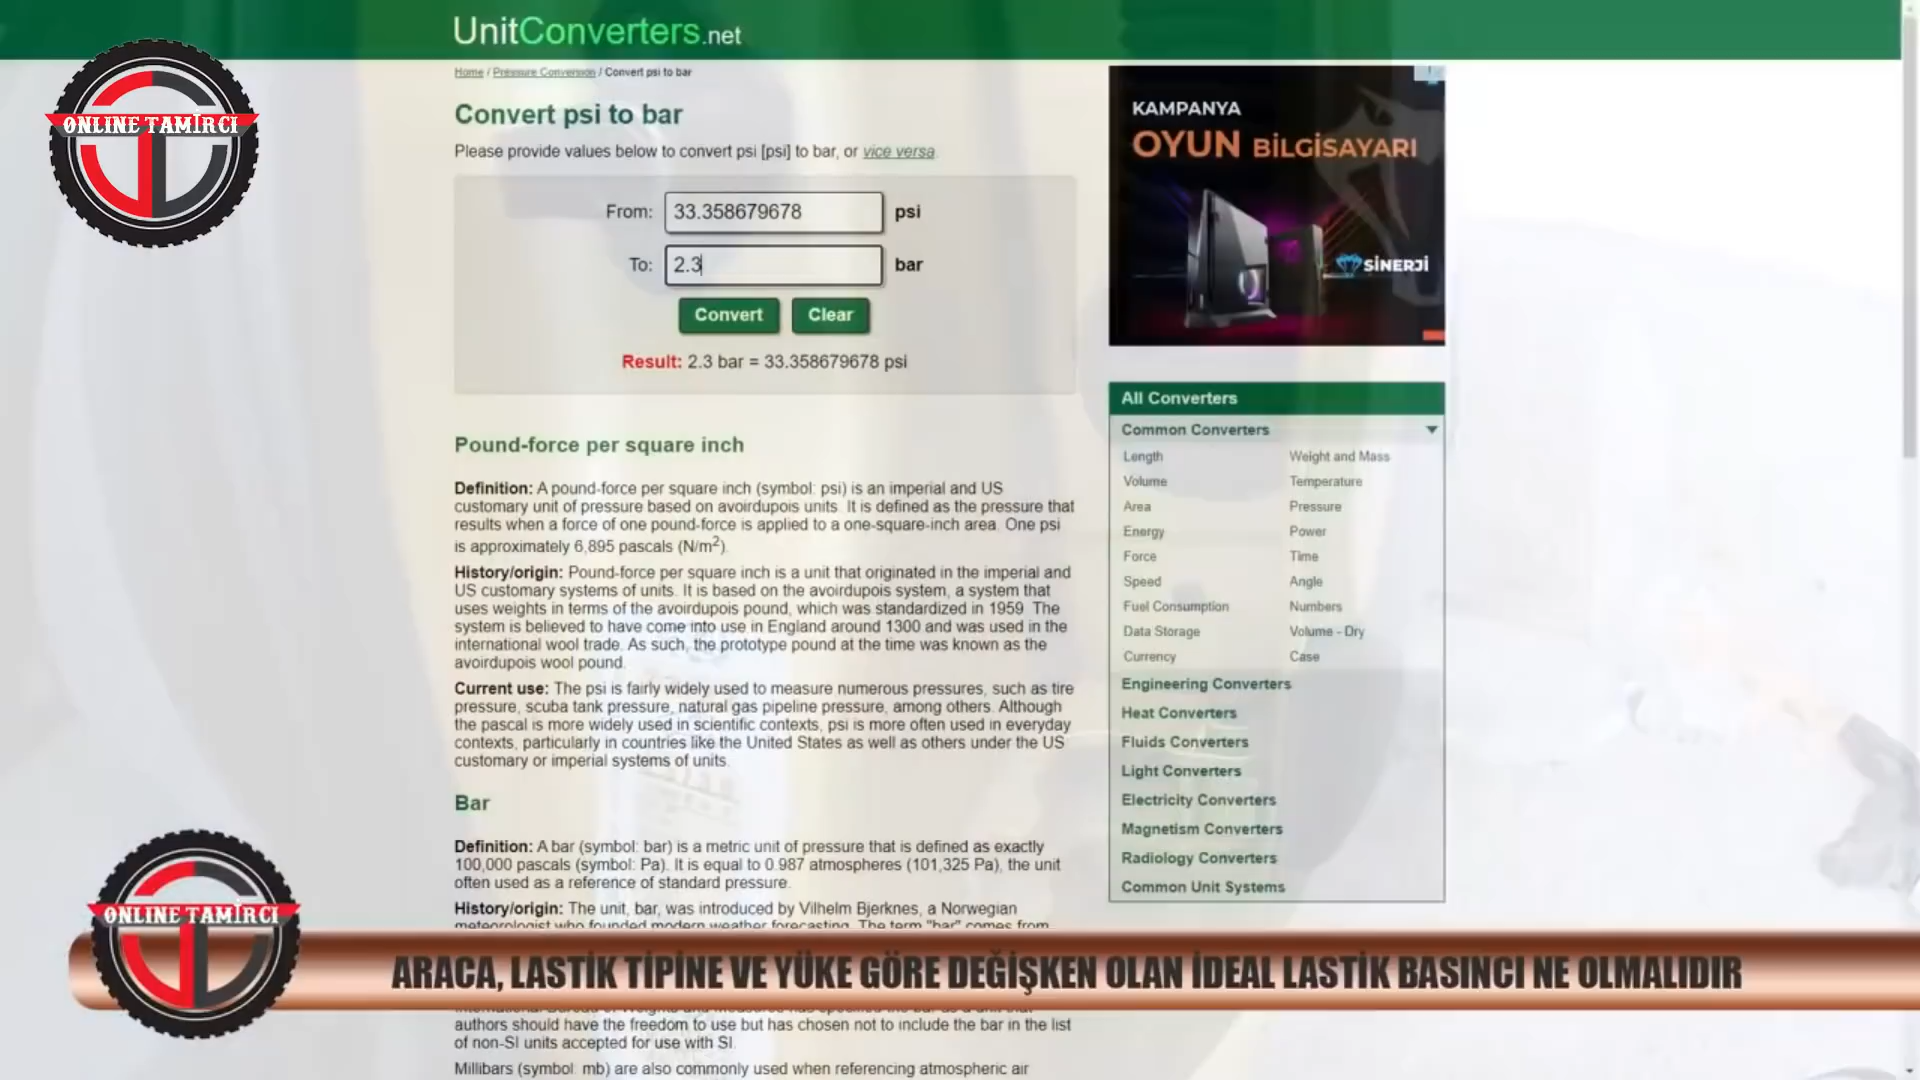 UnitConverters.net
Home / Pressure Conversion / Convert psi to bar
Convert psi to bar
Please provide values below to convert psi [psi] to bar, or vice versa.
From: 33.358679678 psi
To: 2.3 bar
Convert Clear
Result: 2.3 bar = 33.358679678 psi
Pound-force per square inch
Definition: A pound-force per square inch (symbol: psi) is an imperial and US
customary unit of pressure based on avoirdupois units. It is defined as the pressure that
results when a force of one pound-force is applied to a one-square-inch area. One psi
is approximately 6,895 pascals (N/m²).
History/origin: Pound-force per square inch is a unit that originated in the imperial and
US customary systems of units. It is based on the avoirdupois system, a system that
uses weights in terms of the avoirdupois pound, which was standardized in 1959. The
system is believed to have come into use in England around 1300 and was used in the
international wool trade. As such, the prototype pound at the time was known as the
avoirdupois wool pound.
Current use: The psi is fairly widely used to measure numerous pressures, such as tire
pressure, scuba tank pressure, natural gas pipeline pressure, among others. Although
the pascal is more widely used in scientific contexts, psi is more often used in everyday
contexts, particularly in countries like the United States as well as others under the US
customary or imperial systems of units.
Bar
Definition: A bar (symbol: bar) is a metric unit of pressure that is defined as exactly
100,000 pascals (symbol: Pa). It is equal to 0.987 atmospheres (101,325 Pa), the unit
often used as a reference of standard pressure.
History/origin: The unit, bar, was introduced by Vilhelm Bjerknes, a Norwegian
meteorologist who founded modern weather forecasting. The term "bar" comes from
authors should have the freedom to use but has chosen not to include the bar in the list
of non-SI units accepted for use with SI.
Millibars (symbol: mb) are also commonly used when referencing atmospheric air
KAMPANYA
OYUN BİLGİSAYARI
SİNERJİ
All Converters
Common Converters
Length Weight and Mass
Volume Temperature
Area Pressure
Energy Power
Force Time
Speed Angle
Fuel Consumption Numbers
Data Storage Volume - Dry
Currency Case
Engineering Converters
Heat Converters
Fluids Converters
Light Converters
Electricity Converters
Magnetism Converters
Radiology Converters
Common Unit Systems
ONLINE TAMİRCİ
ONLINE TAMİRCİ
ARACA, LASTİK TİPİNE VE YÜKE GÖRE DEĞİŞKEN OLAN İDEAL LASTİK BASINCI NE OLMALIDIR